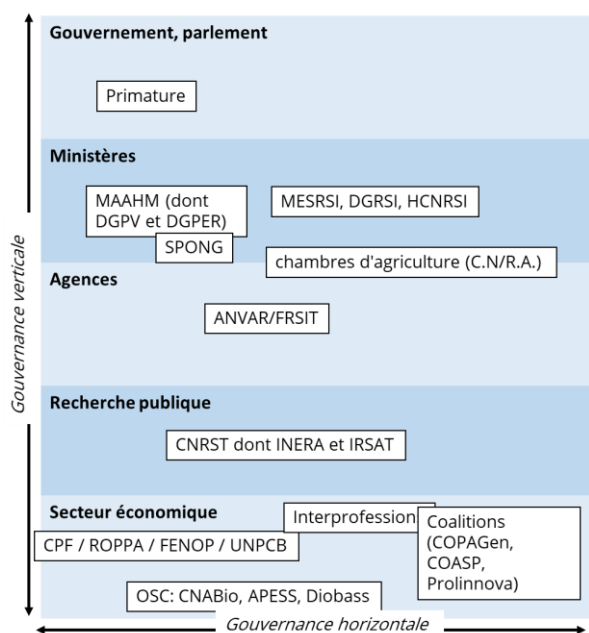 Gouvernement, parlement
Primature
Ministères
MAAHM (dont
DGPV et DGPER)
MESRSI, DGRSI, HCNRSI
SPONG
chambres d'agriculture (C.N/R.A.)
Agences
ANVAR/FRSIT
Recherche publique
CNRST dont INERA et IRSAT
Secteur économique
Interprofession
CPF / ROPPA / FENOP / UNPCB
Coalitions
(COPAGen,
COASP,
Prolinnova)
OSC: CNABio, APESS, Diobass
Gouvernance verticale
Gouvernance horizontale